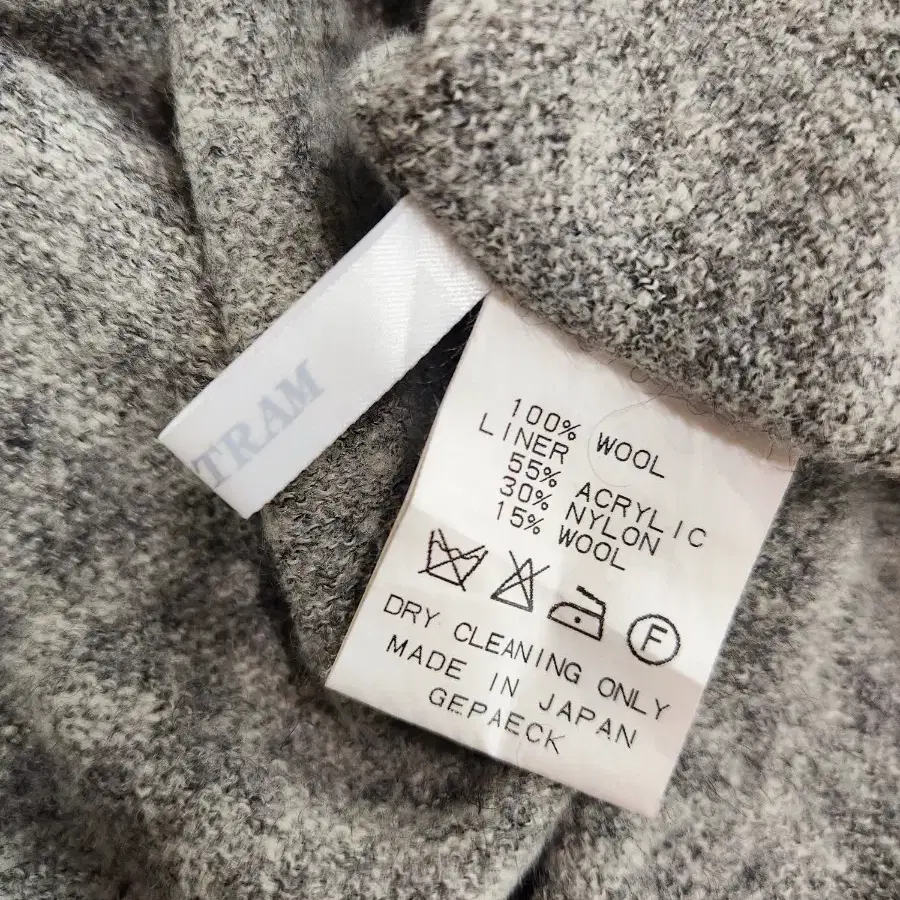 TRAM
100% WOOL
LINER
55% ACRYLIC
30% NYLON
15% WOOL
F
DRY CLEANING ONLY
MADE IN JAPAN
GEPAECK